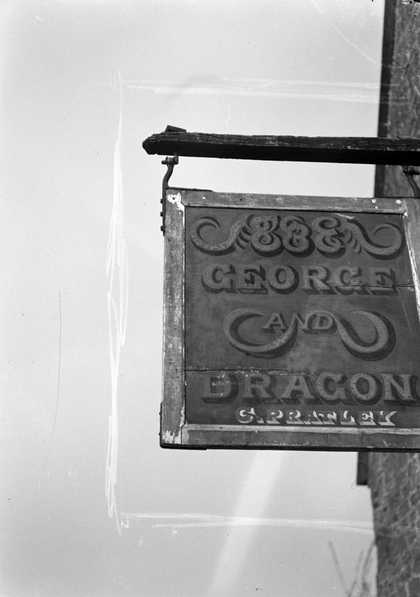 THE
GEORGE
AND
DRAGON
C. PRATLEY